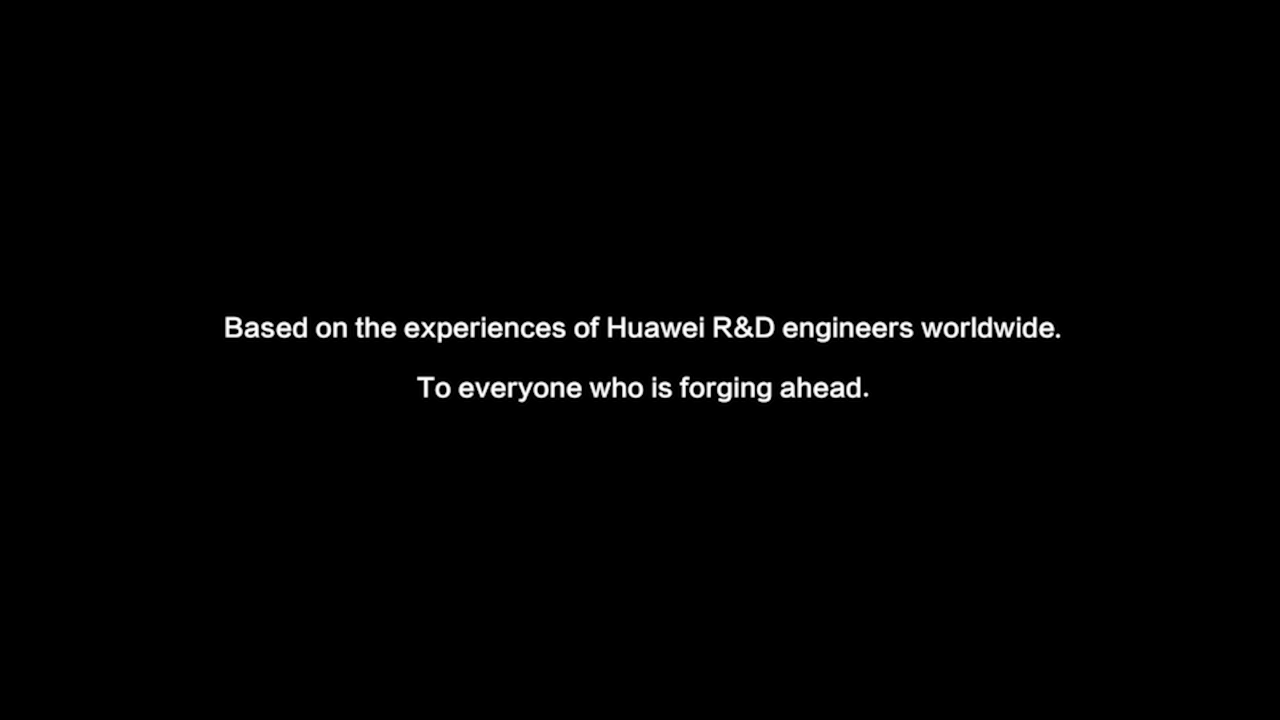 Based on the experiences of Huawei R&D engineers worldwide.
To everyone who is forging ahead.